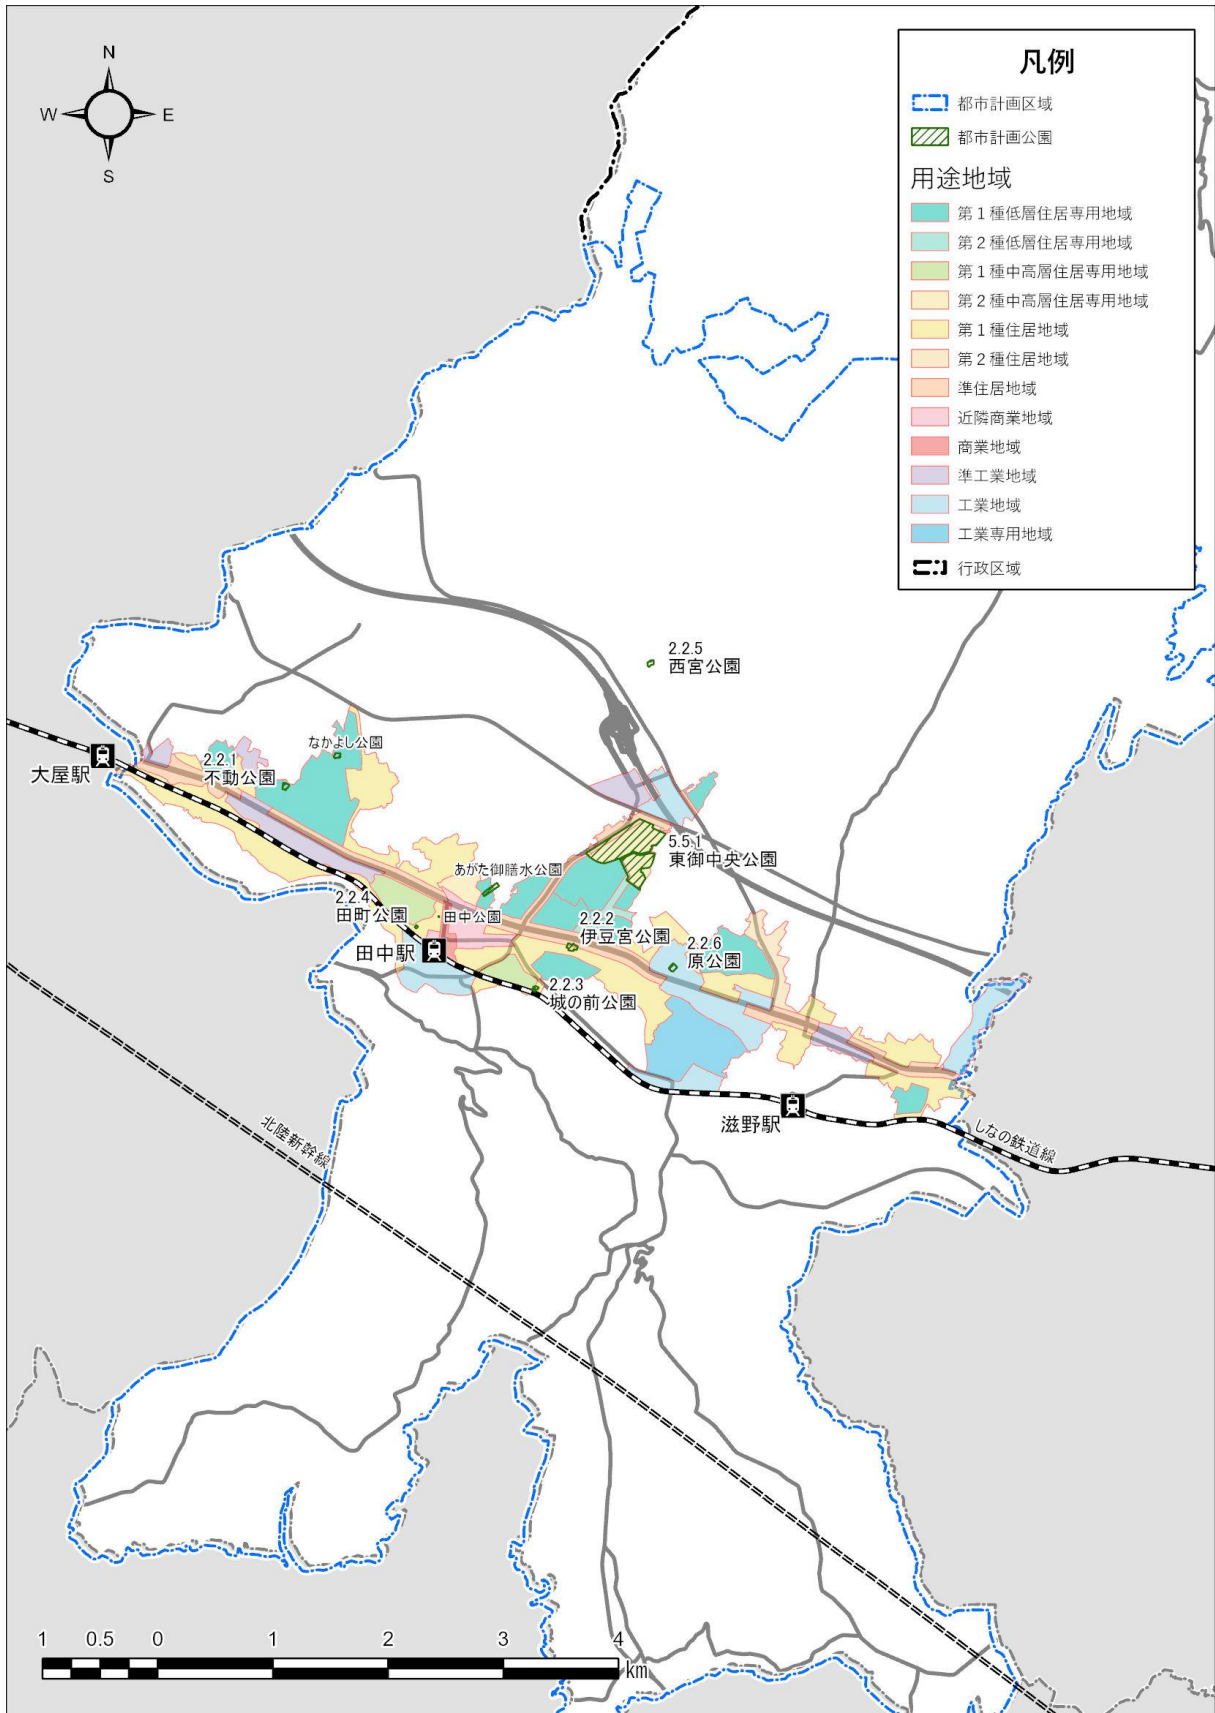 N
W
E
S
凡例
都市計画区域
都市計画公園
用途地域
第1種低層住居専用地域
第2種低層住居専用地域
第1種中高層住居専用地域
第2種中高層住居専用地域
第1種住居地域
第2種住居地域
準住居地域
近隣商業地域
商業地域
準工業地域
工業地域
工業専用地域
行政区域
2.2.5
西宮公園
なかよし公園
2.2.1
不動公園
大屋駅
5.5.1
東御中央公園
あがた御膳水公園
2.2.4
田町公園
田中公園
2.2.2
伊豆宮公園
2.2.6
原公園
田中駅
2.2.3
城の前公園
滋野駅
しなの鉄道線
北陸新幹線
1 0.5 0 1 2 3 4
km